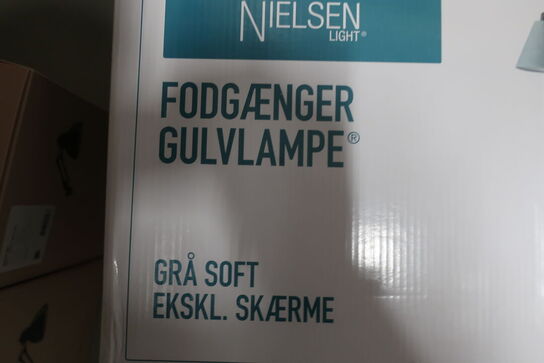 NIELSEN
LIGHT®
FODGÆNGER
GULVLAMPE®
GRÅ SOFT
EKSKL. SKÆRME